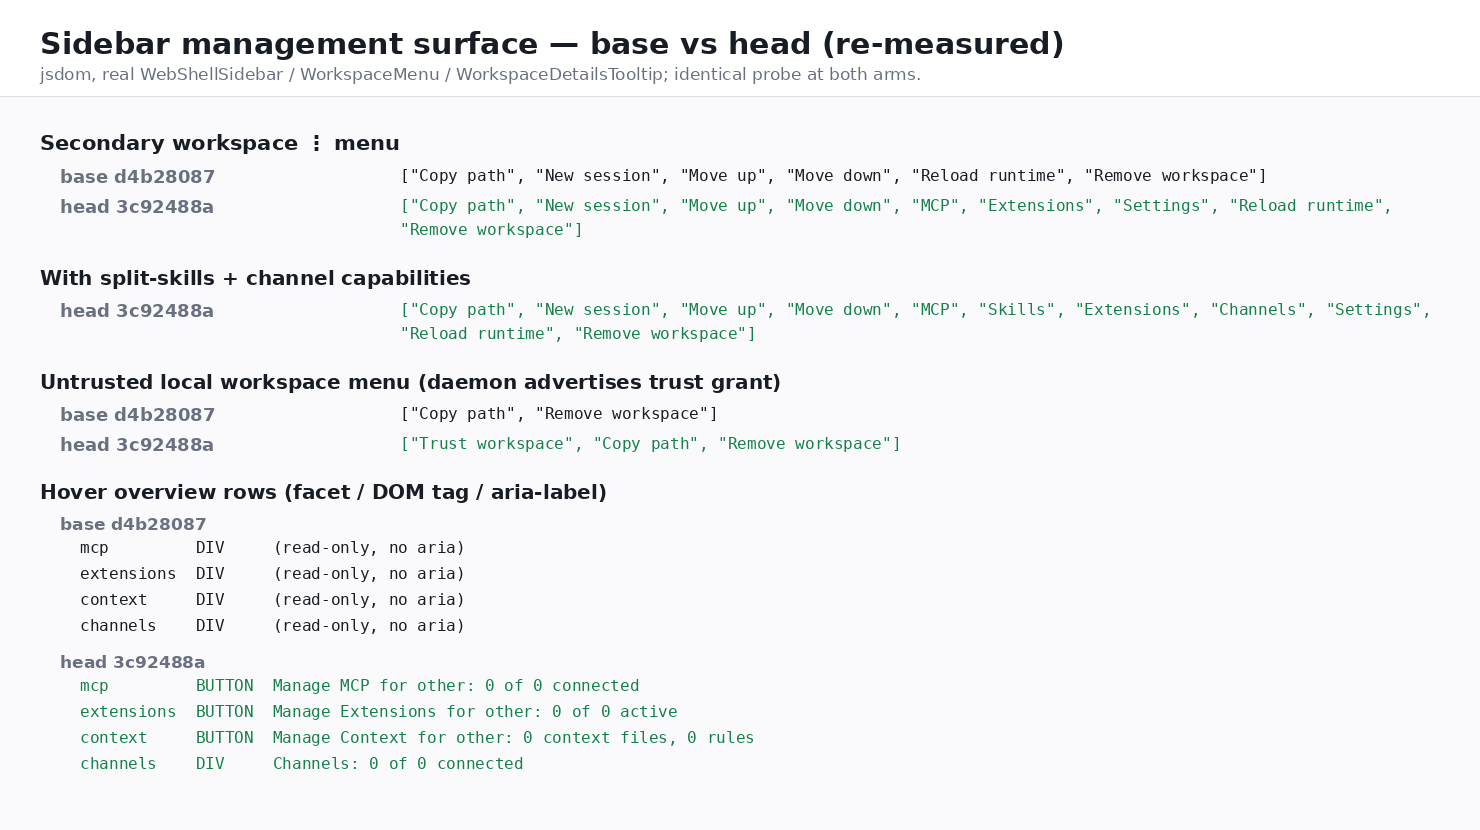 Sidebar management surface — base vs head (re-measured)
jsdom, real WebShellSidebar / WorkspaceMenu / WorkspaceDetailsTooltip; identical probe at both arms.
Secondary workspace ⋮ menu
base d4b28087 ["Copy path", "New session", "Move up", "Move down", "Reload runtime", "Remove workspace"]
head 3c92488a ["Copy path", "New session", "Move up", "Move down", "MCP", "Extensions", "Settings", "Reload runtime",
"Remove workspace"]
With split-skills + channel capabilities
head 3c92488a ["Copy path", "New session", "Move up", "Move down", "MCP", "Skills", "Extensions", "Channels", "Settings",
"Reload runtime", "Remove workspace"]
Untrusted local workspace menu (daemon advertises trust grant)
base d4b28087 ["Copy path", "Remove workspace"]
head 3c92488a ["Trust workspace", "Copy path", "Remove workspace"]
Hover overview rows (facet / DOM tag / aria-label)
base d4b28087
mcp DIV (read-only, no aria)
extensions DIV (read-only, no aria)
context DIV (read-only, no aria)
channels DIV (read-only, no aria)
head 3c92488a
mcp BUTTON Manage MCP for other: 0 of 0 connected
extensions BUTTON Manage Extensions for other: 0 of 0 active
context BUTTON Manage Context for other: 0 context files, 0 rules
channels DIV Channels: 0 of 0 connected